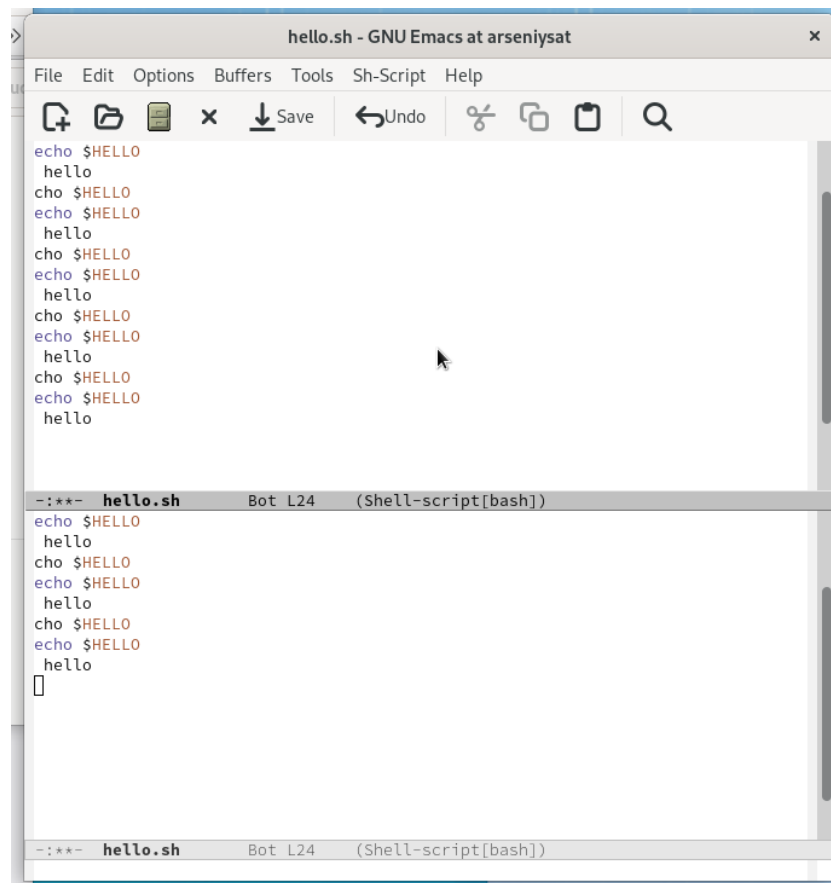 hello.sh - GNU Emacs at arseniysat ×
File Edit Options Buffers Tools Sh-Script Help
Save Undo
echo $HELLO
 hello
cho $HELLO
echo $HELLO
 hello
cho $HELLO
echo $HELLO
 hello
cho $HELLO
echo $HELLO
 hello
cho $HELLO
echo $HELLO
 hello
-:**- hello.sh Bot L24 (Shell-script[bash])
echo $HELLO
 hello
cho $HELLO
echo $HELLO
 hello
cho $HELLO
echo $HELLO
 hello
-:**- hello.sh Bot L24 (Shell-script[bash])